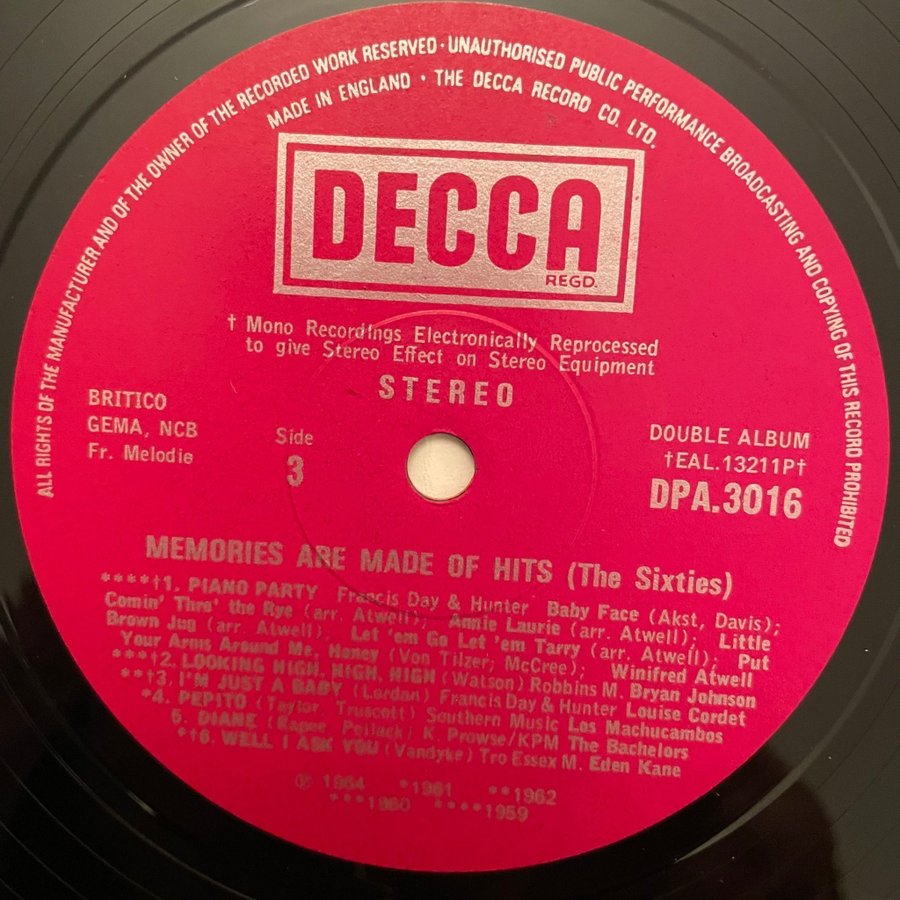 ALL RIGHTS OF THE MANUFACTURER AND OF THE OWNER OF THE RECORDED WORK RESERVED · UNAUTHORISED PUBLIC PERFORMANCE BROADCASTING AND COPYING OF THIS RECORD PROHIBITED
MADE IN ENGLAND · THE DECCA RECORD CO. LTD.
DECCA
REGD.
† Mono Recordings Electronically Reprocessed
to give Stereo Effect on Stereo Equipment
STEREO
BRITICO
GEMA, NCB
Fr. Melodie
Side
3
DOUBLE ALBUM
†EAL.13211P†
DPA.3016
MEMORIES ARE MADE OF HITS (The Sixties)
****†1. PIANO PARTY Francis Day & Hunter Baby Face (Akst, Davis);
Comin' Thro' the Rye (arr. Atwell); Annie Laurie (arr. Atwell); Little
Brown Jug (arr. Atwell); Let 'em Go Let 'em Tarry (arr. Atwell); Put
Your Arms Around Me, Honey (Von Tilzer; McCree); Winifred Atwell
***†2. LOOKING HIGH, HIGH, HIGH (Watson) Robbins M. Bryan Johnson
**†3. I'M JUST A BABY (Lordan) Francis Day & Hunter Louise Cordet
*4. PEPITO (Taylor, Truscott) Southern Music Los Machucambos
5. DIANE (Rapee, Pollack) K. Prowse/KPM The Bachelors
*†6. WELL I ASK YOU (Vandyke) Tro Essex M. Eden Kane
℗ 1964 *1961 **1962
***1960 ****1959